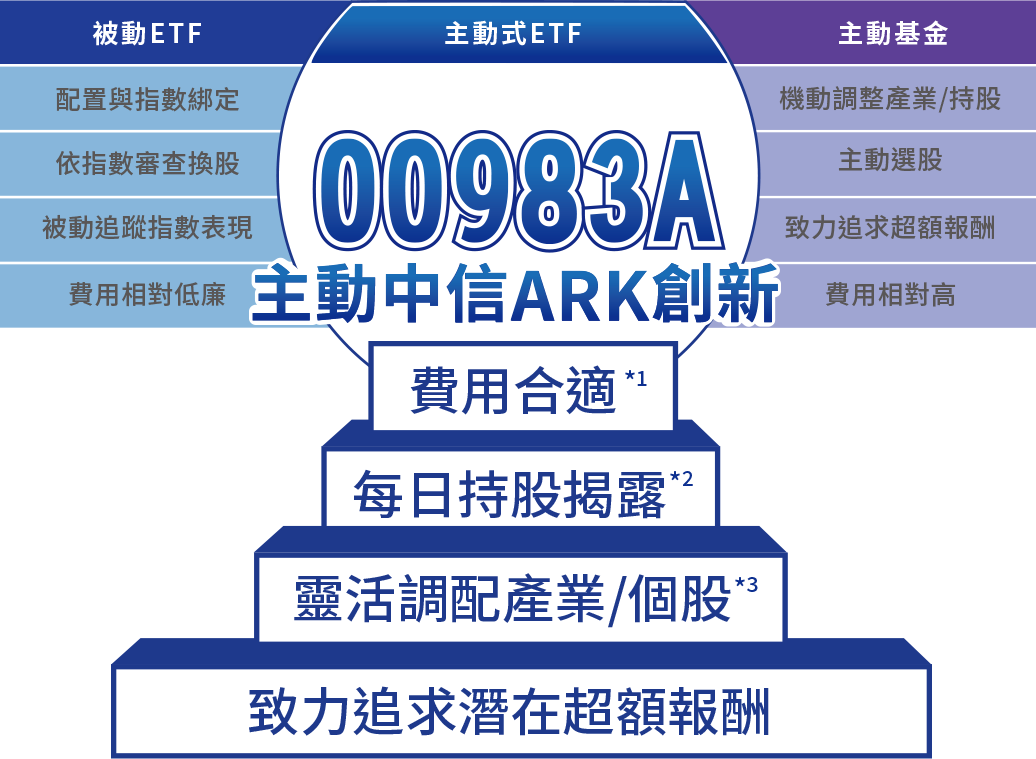 被動ETF
主動式ETF
主動基金
配置與指數綁定
機動調整產業/持股
依指數審查換股
主動選股
被動追蹤指數表現
致力追求超額報酬
費用相對低廉
費用相對高
00983A
主動中信ARK創新
費用合適*1
每日持股揭露*2
靈活調配產業/個股*3
致力追求潛在超額報酬